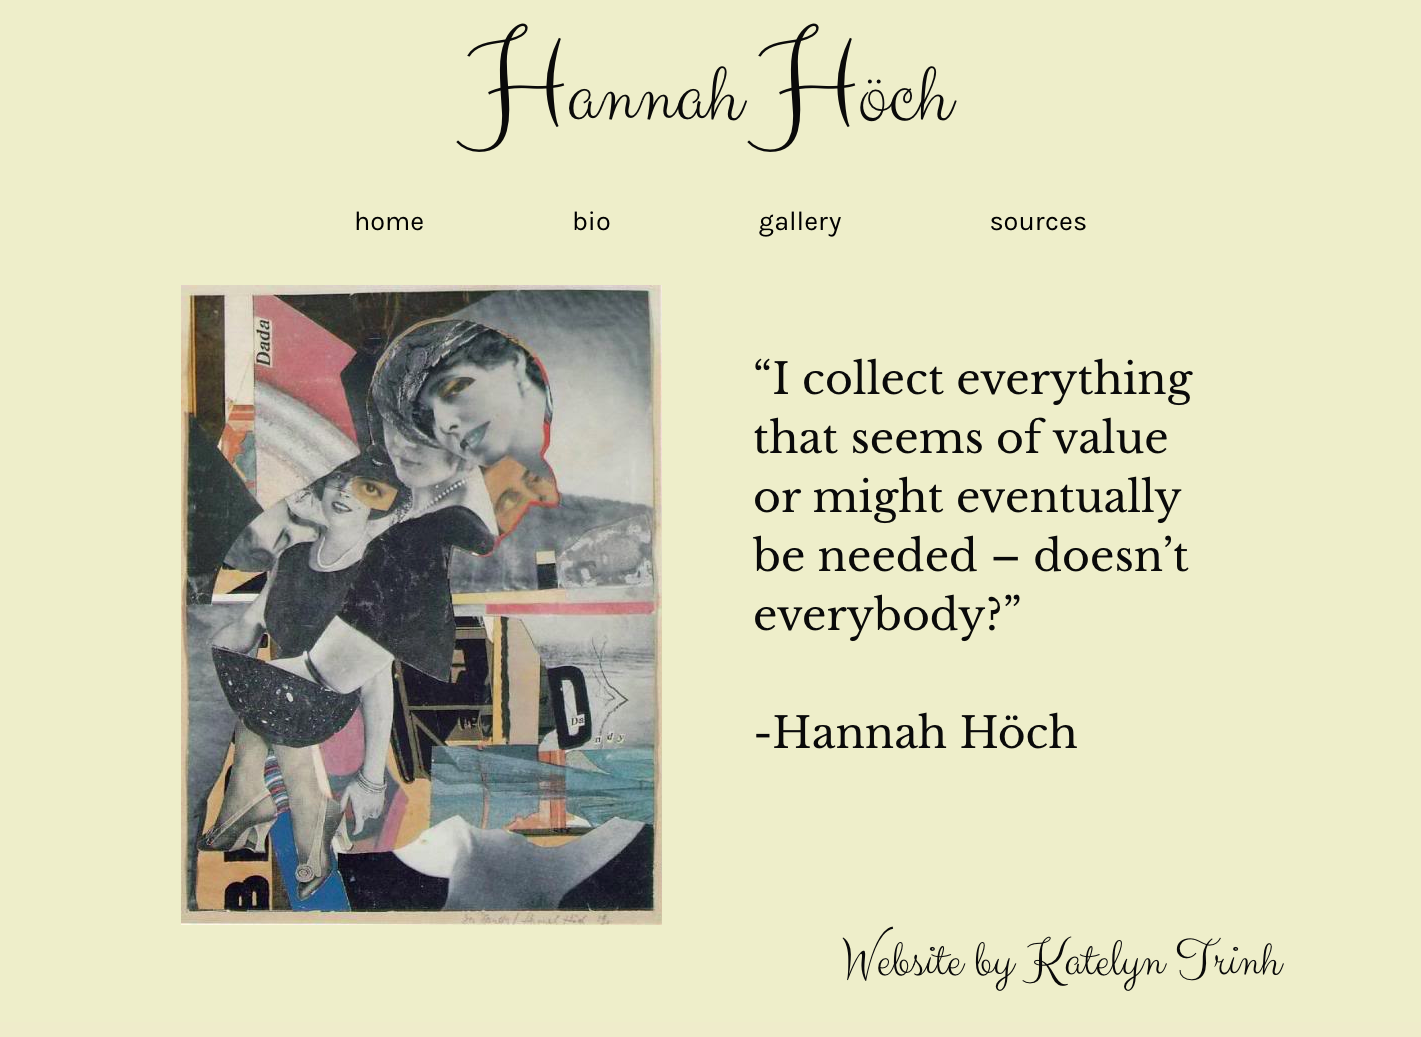 Hannah Höch
home bio gallery sources
Dada
“I collect everything
that seems of value
or might eventually
be needed – doesn’t
everybody?”
-Hannah Höch
D
Da
n d y
B
Website by Katelyn Trinh